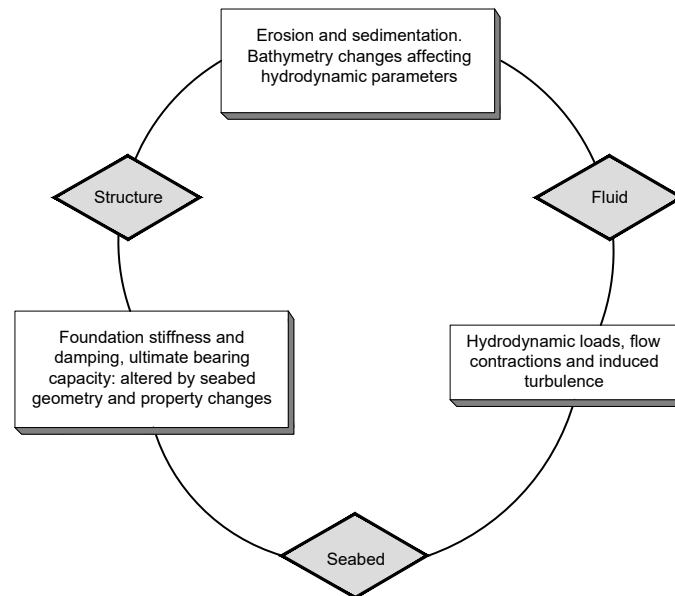 Erosion and sedimentation.
Bathymetry changes affecting
hydrodynamic parameters
Structure
Fluid
Foundation stiffness and
damping, ultimate bearing
capacity: altered by seabed
geometry and property changes
Hydrodynamic loads, flow
contractions and induced
turbulence
Seabed